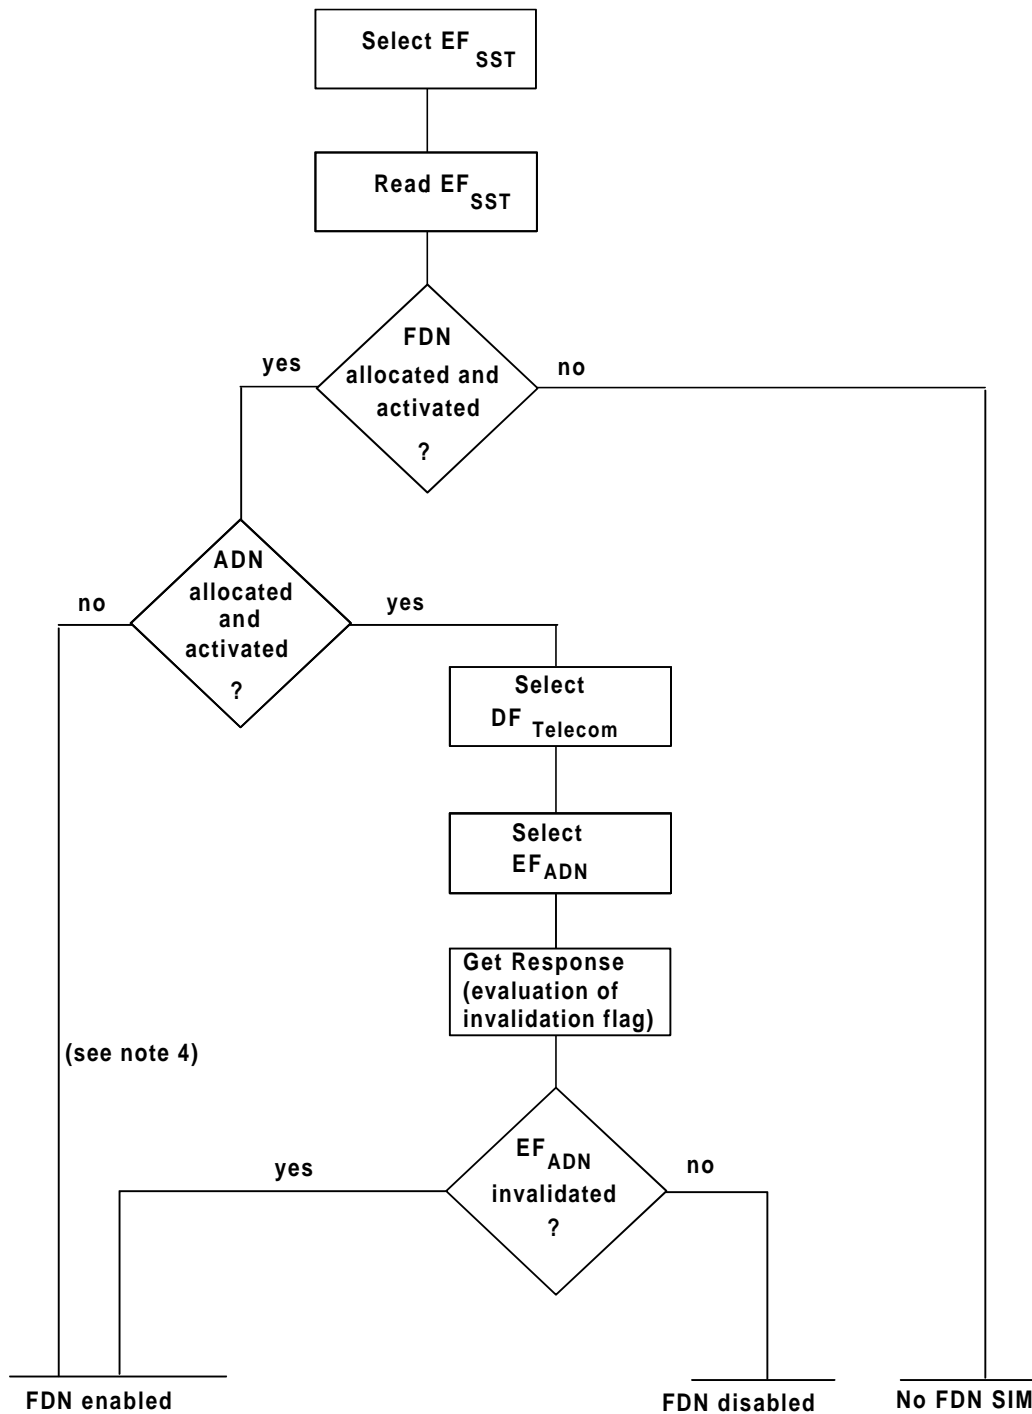 Select EF SST
Read EF SST
FDN
allocated and
activated
?
yes
no
ADN
allocated
and
activated
?
no
yes
Select
DF Telecom
Select
EF ADN
Get Response
(evaluation of
invalidation flag)
(see note 4)
EF ADN
invalidated
?
yes
no
FDN enabled
FDN disabled
No FDN SIM